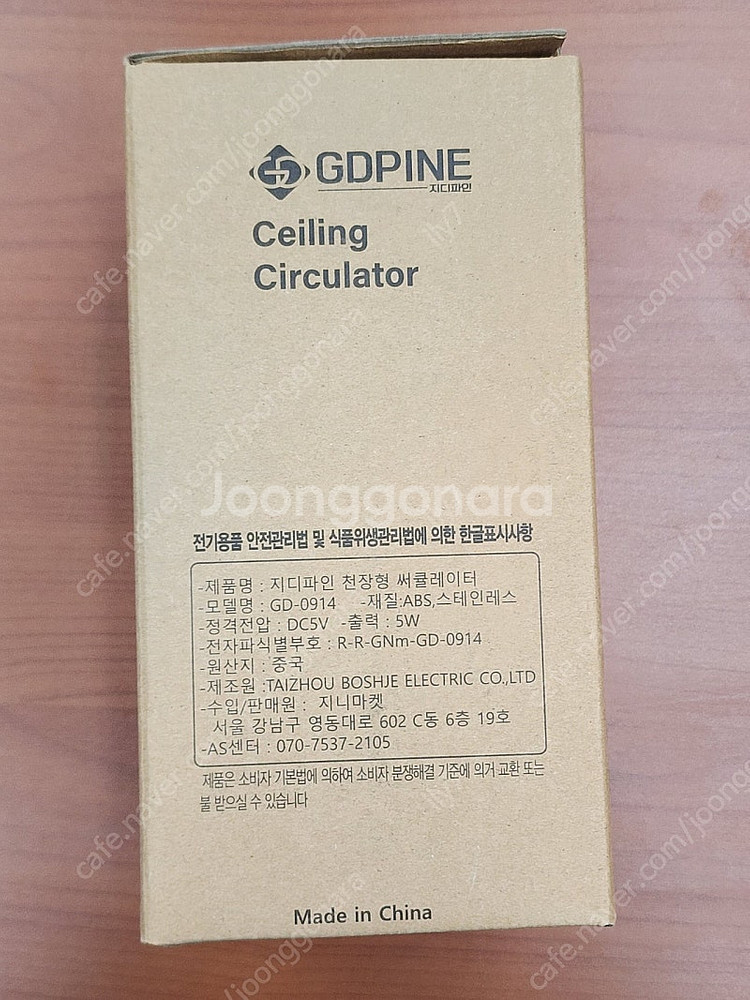 GDPINE
지디파인
Ceiling
Circulator
Joonggonara
전기용품 안전관리법 및 식품위생관리법에 의한 한글표시사항
-제품명 : 지디파인 천장형 써큘레이터
-모델명 : GD-0914 -재질:ABS,스테인레스
-정격전압 : DC5V -출력 : 5W
-전자파식별부호 : R-R-GNm-GD-0914
-원산지 : 중국
-제조원 :TAIZHOU BOSHJE ELECTRIC CO.,LTD
-수입/판매원 : 지니마켓
서울 강남구 영동대로 602 C동 6층 19호
-AS센터 : 070-7537-2105
제품은 소비자 기본법에 의하여 소비자 분쟁해결 기준에 의거 교환 또는
불 받으실 수 있습니다
Made in China
cafe.naver.com/joonggonara